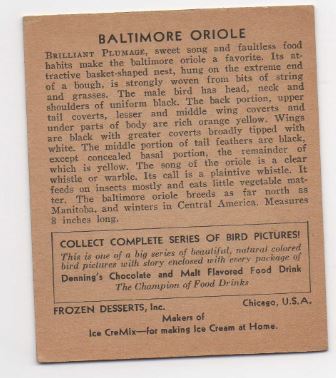 BALTIMORE ORIOLE
BRILLIANT PLUMAGE, sweet song and faultless food
habits make the baltimore oriole a favorite. Its at-
tractive basket-shaped nest, hung on the extreme end
of a bough, is strongly woven from bits of string
and grasses. The male bird has head, neck and
shoulders of uniform black. The back portion, upper
tail coverts, lesser and middle wing coverts and
under parts of body are rich orange yellow. Wings
are black with greater coverts broadly tipped with
white. The middle portion of tail feathers are black,
except concealed basal portion, the remainder of
which is yellow. The song of the oriole is a clear
whistle or warble. Its call is a plaintive whistle. It
feeds on insects mostly and eats little vegetable mat-
ter. The baltimore oriole breeds as far north as
Manitoba, and winters in Central America. Measures
8 inches long.
COLLECT COMPLETE SERIES OF BIRD PICTURES!
This is one of a big series of beautiful, natural colored
bird pictures with story enclosed with every package of
Denning's Chocolate and Malt Flavored Food Drink
The Champion of Food Drinks
FROZEN DESSERTS, Inc. Chicago, U.S.A.
Makers of
Ice CreMix—for making Ice Cream at Home.